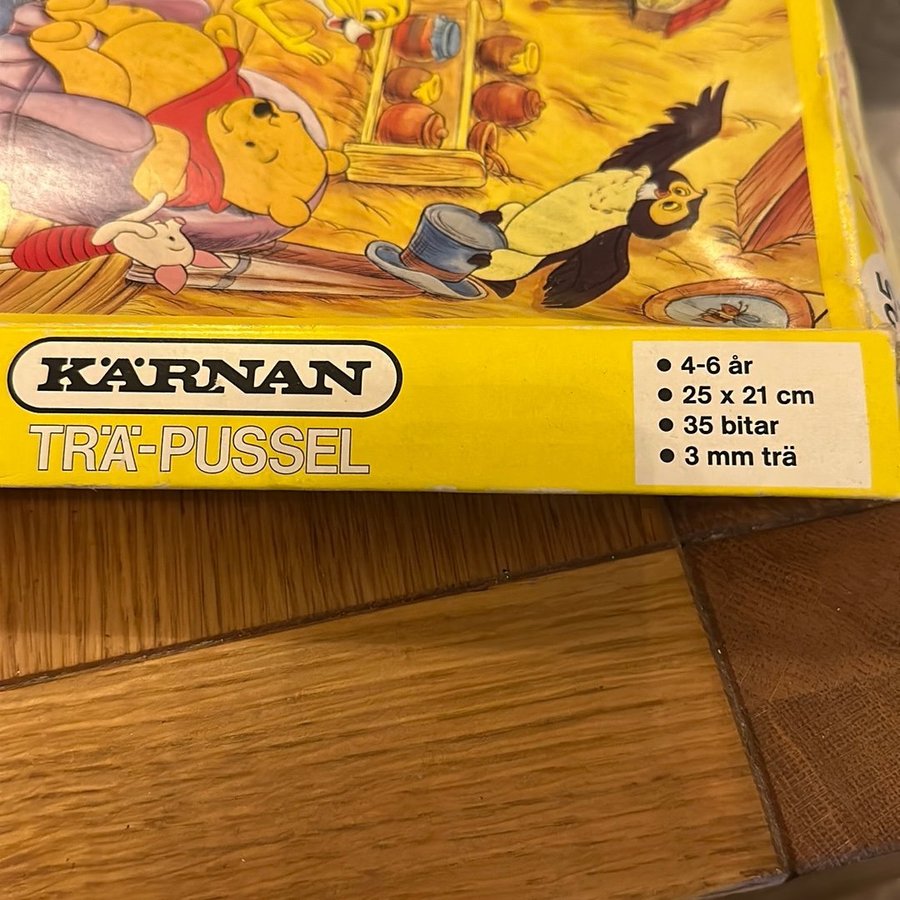 KÄRNAN
TRÄ-PUSSEL
● 4-6 år
● 25 x 21 cm
● 35 bitar
● 3 mm trä